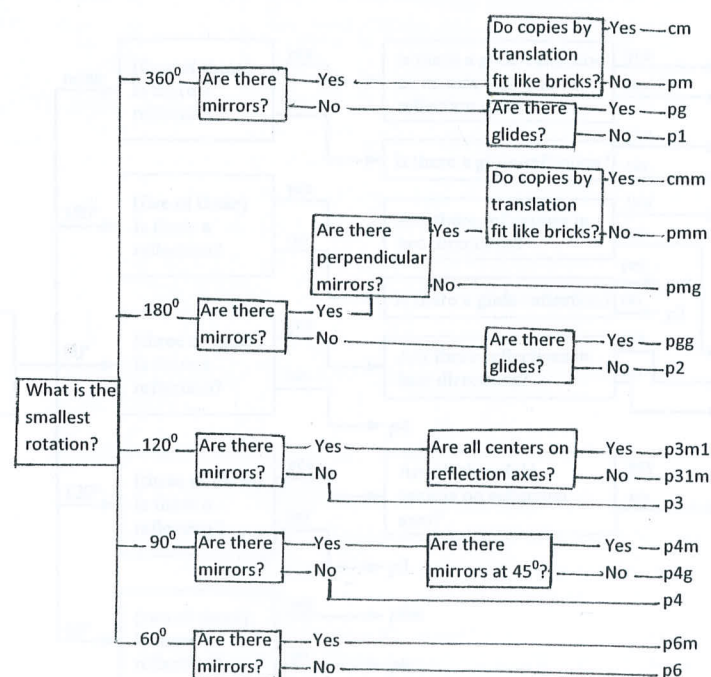 Do copies by Yes cm
translation
360⁰ Are there Yes fit like bricks? No pm
mirrors? No Are there Yes pg
glides? No p1
Do copies by Yes cmm
translation
Are there Yes fit like bricks? No pmm
perpendicular
mirrors? No pmg
180⁰ Are there Yes
mirrors? No Are there Yes pgg
glides? No p2
What is the
smallest
rotation?
120⁰ Are there Yes Are all centers on Yes p3m1
mirrors? No reflection axes? No p31m
p3
90⁰ Are there Yes Are there Yes p4m
mirrors? No mirrors at 45⁰? No p4g
p4
60⁰ Are there Yes p6m
mirrors? No p6